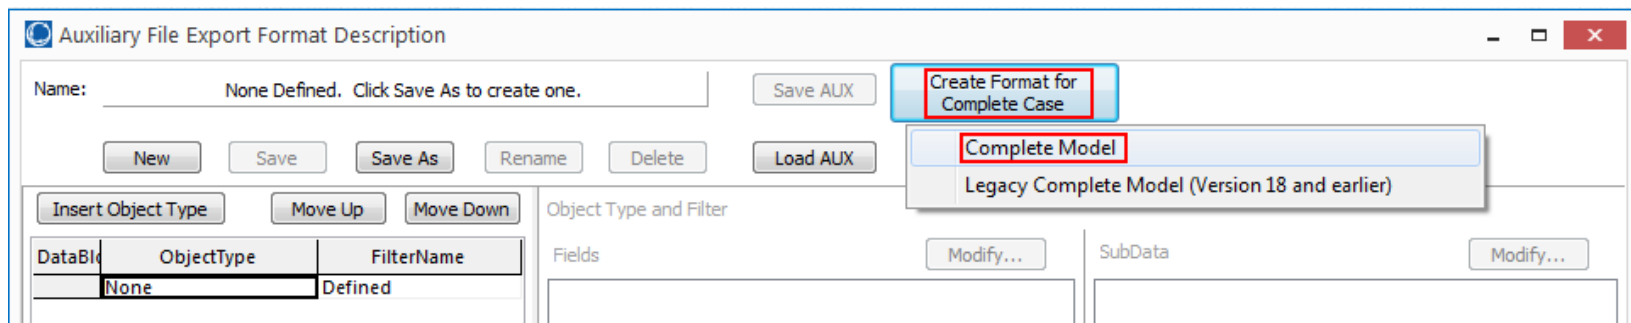 Auxiliary File Export Format Description
Name:
None Defined. Click Save As to create one.
Save AUX
Create Format for
Complete Case
Complete Model
Legacy Complete Model (Version 18 and earlier)
New
Save
Save As
Rename
Delete
Load AUX
Insert Object Type
Move Up
Move Down
Object Type and Filter
DataBlo
ObjectType
FilterName
Fields
Modify...
SubData
Modify...
None
Defined